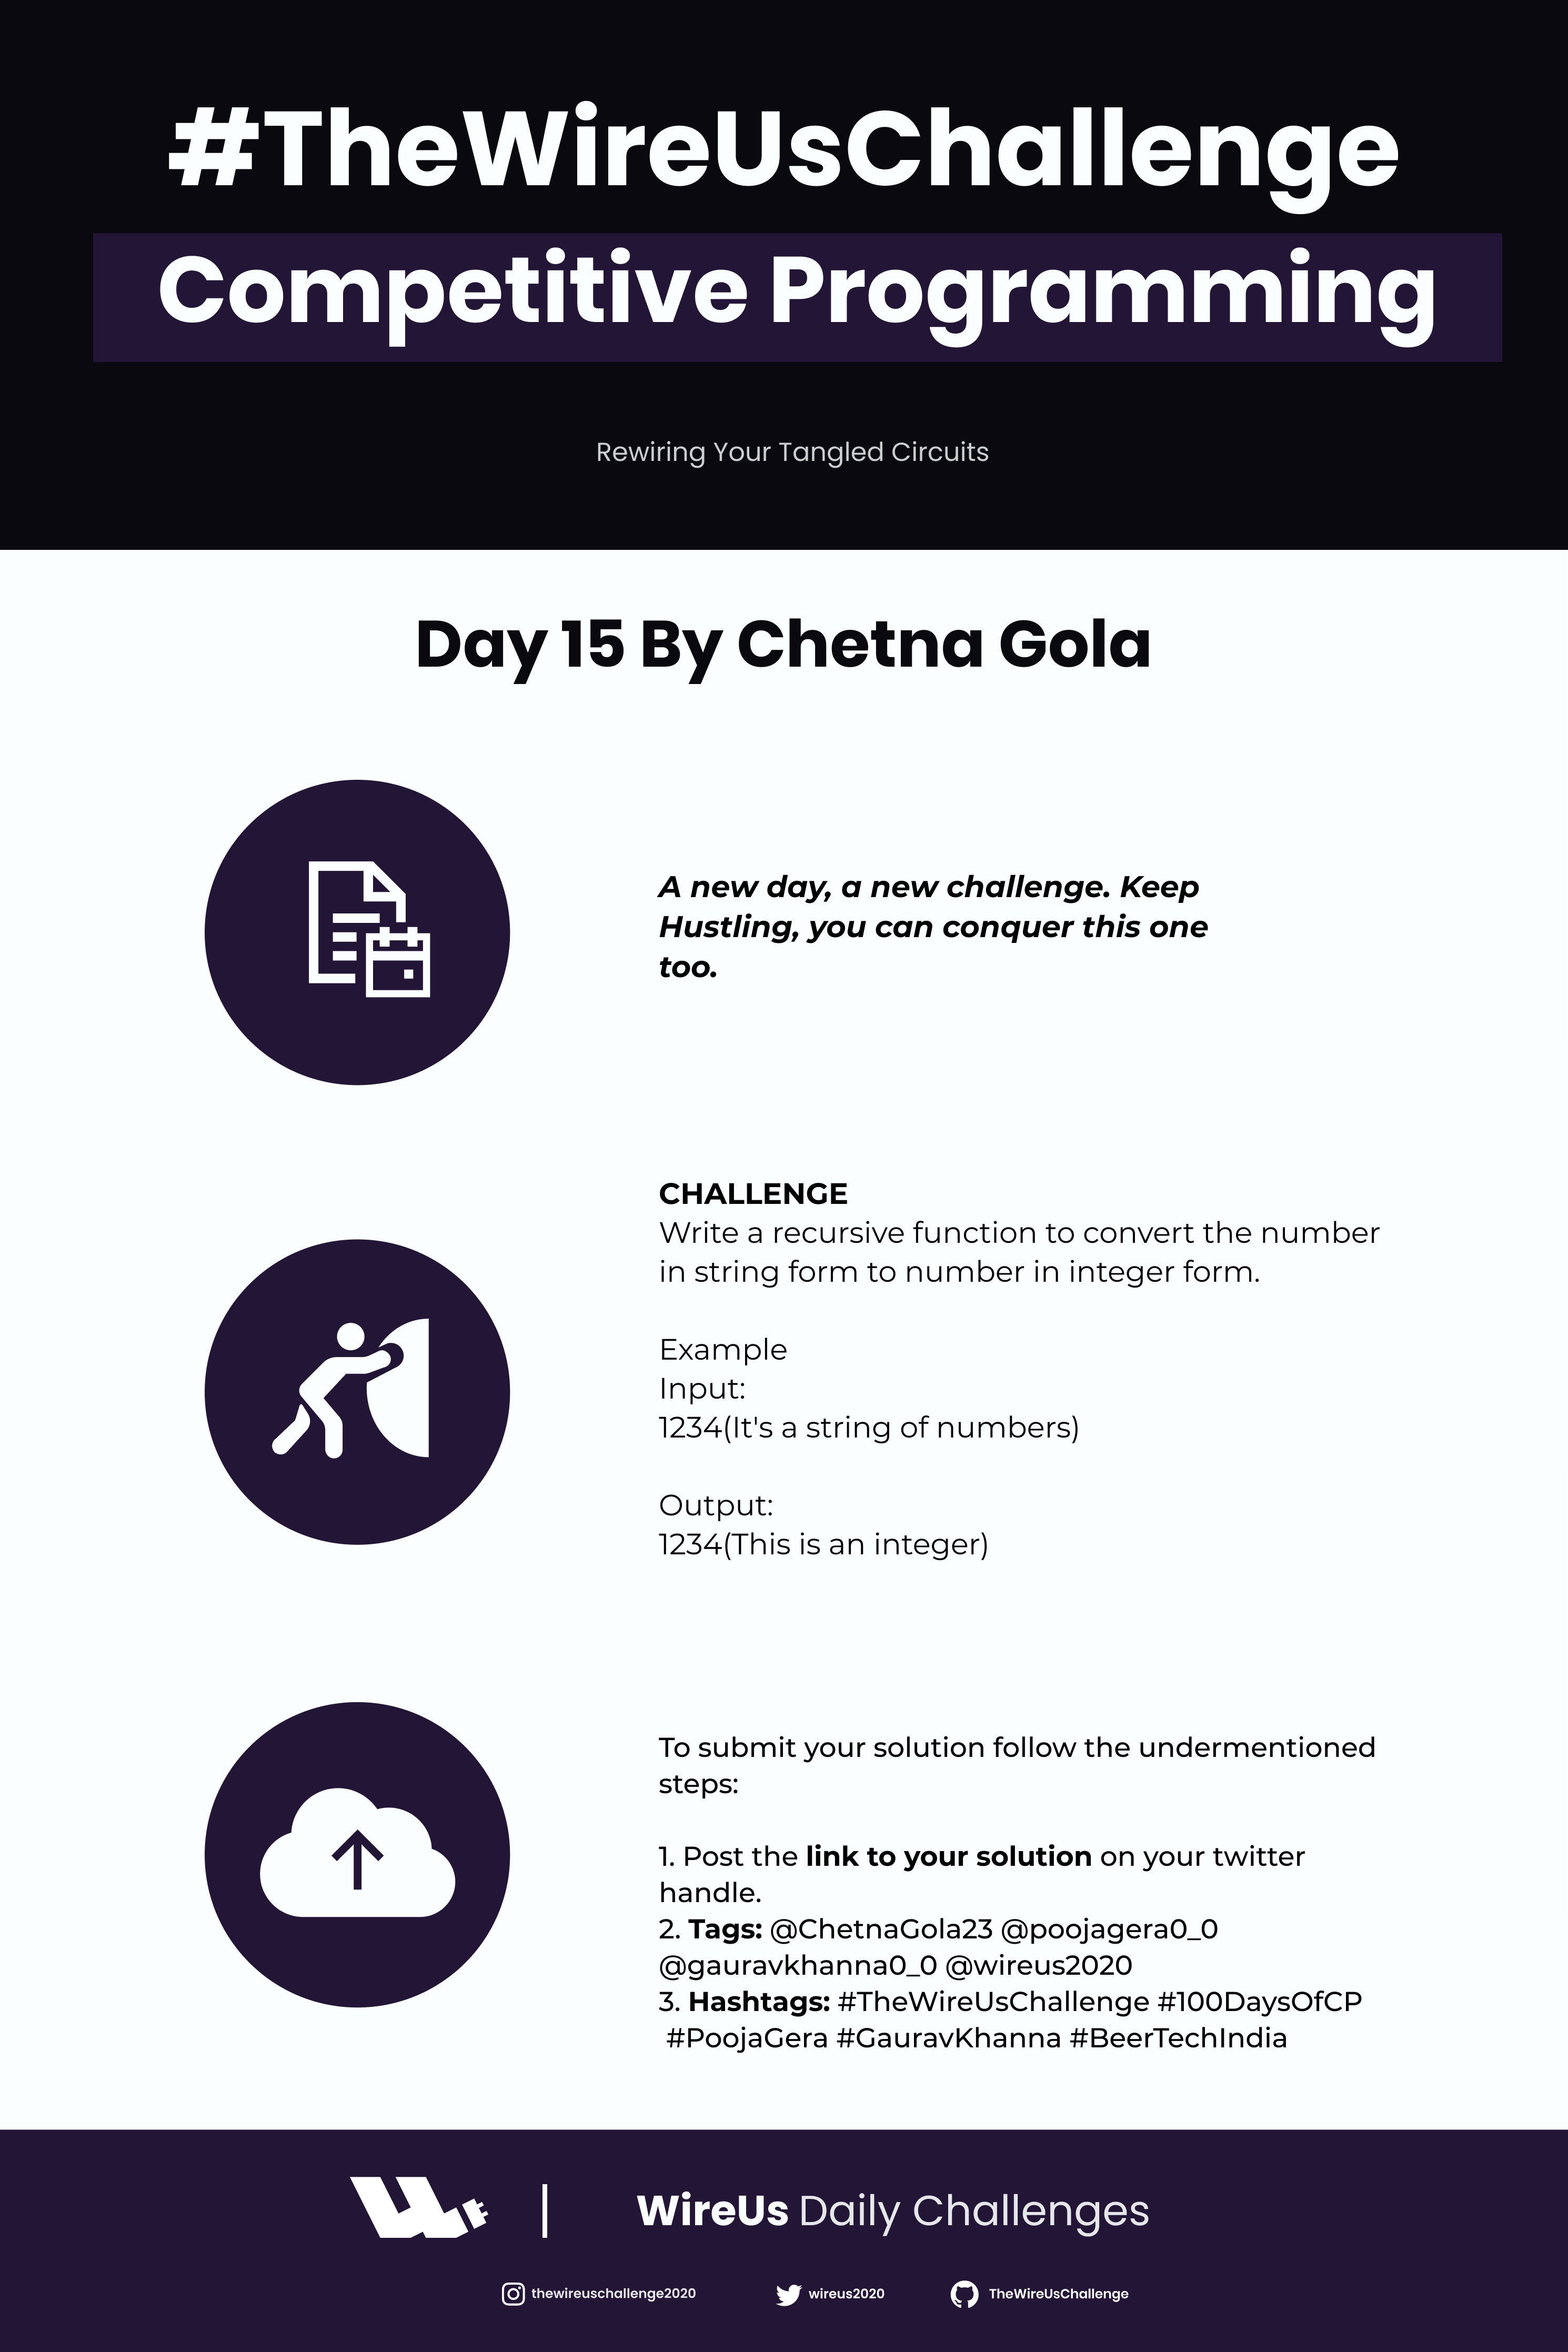 #TheWireUsChallenge
Competitive Programming
Rewiring Your Tangled Circuits
Day 15 By Chetna Gola
A new day, a new challenge. Keep
Hustling, you can conquer this one
too.
CHALLENGE
Write a recursive function to convert the number
in string form to number in integer form.
Example
Input:
1234(It's a string of numbers)
Output:
1234(This is an integer)
To submit your solution follow the undermentioned
steps:
1. Post the link to your solution on your twitter
handle.
2. Tags: @ChetnaGola23 @poojagera0_0
@gauravkhanna0_0 @wireus2020
3. Hashtags: #TheWireUsChallenge #100DaysOfCP
#PoojaGera #GauravKhanna #BeerTechIndia
WireUs Daily Challenges
thewireuschallenge2020 wireus2020 TheWireUsChallenge